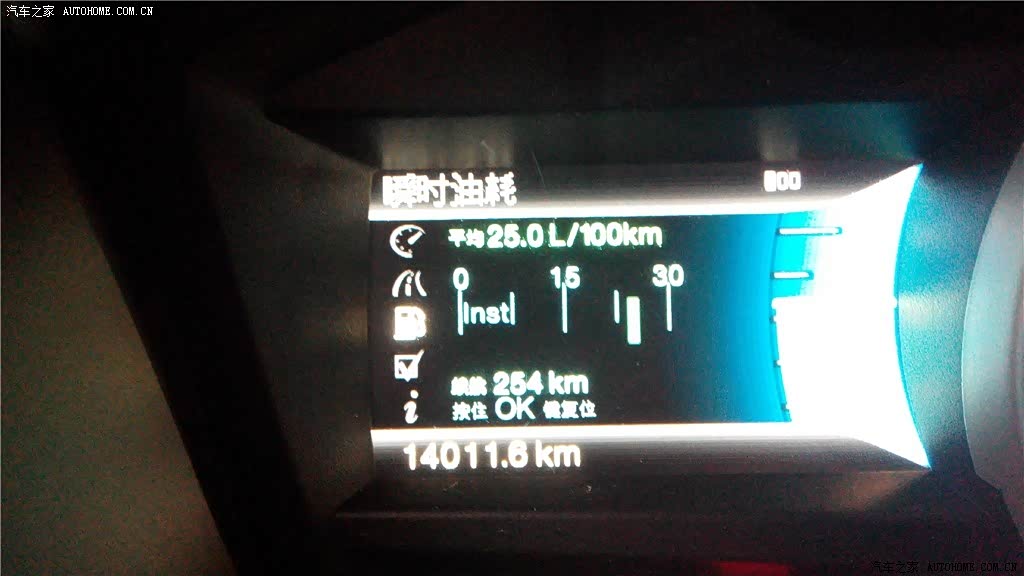 汽车之家 AUTOHOME.COM.CN
瞬时油耗
平均 25.0 L/100km
0 15 30
Inst
续航 254 km
按住 OK 键复位
14011.6 km
汽车之家 AUTOHOME.COM.CN